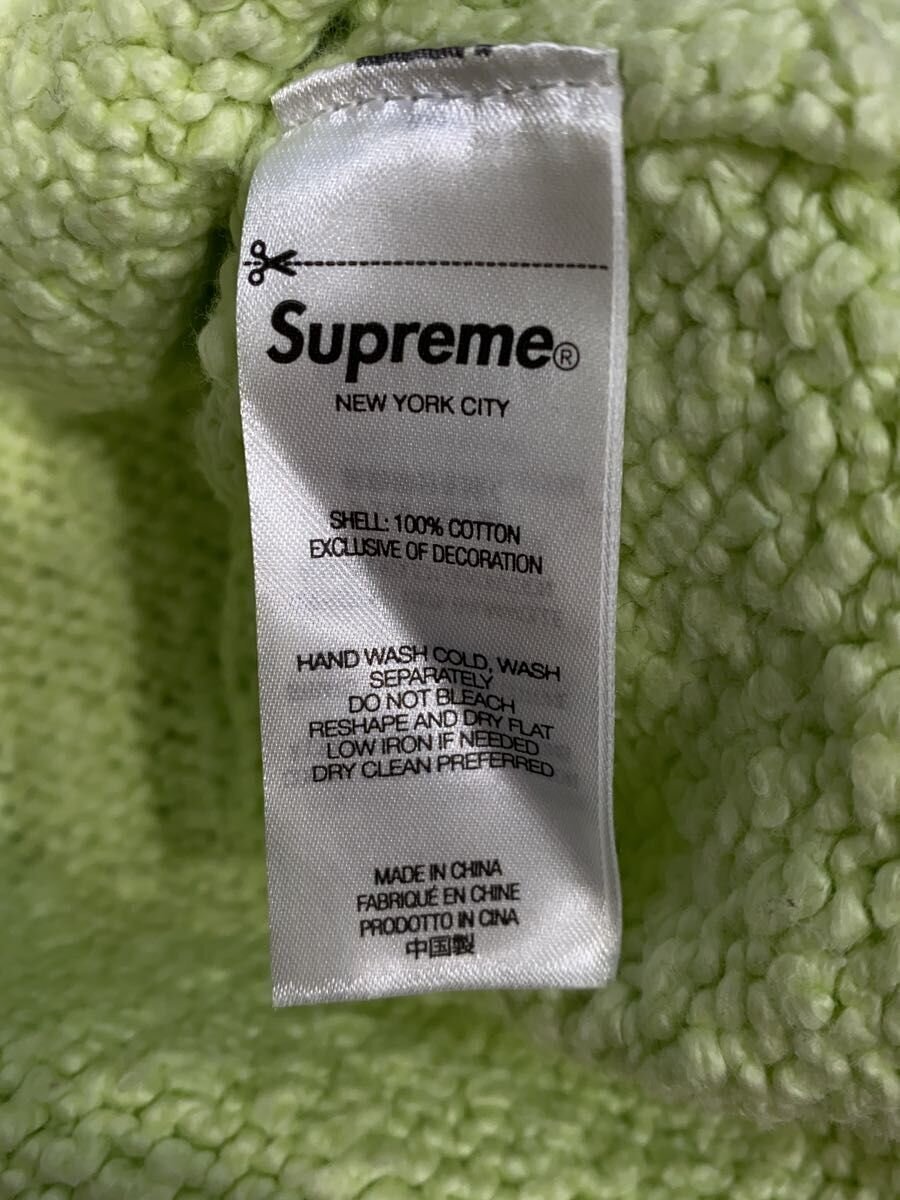 Supreme®
NEW YORK CITY
SHELL: 100% COTTON
EXCLUSIVE OF DECORATION
HAND WASH COLD, WASH
SEPARATELY
DO NOT BLEACH
RESHAPE AND DRY FLAT
LOW IRON IF NEEDED
DRY CLEAN PREFERRED
MADE IN CHINA
FABRIQUÉ EN CHINE
PRODOTTO IN CINA
中国製